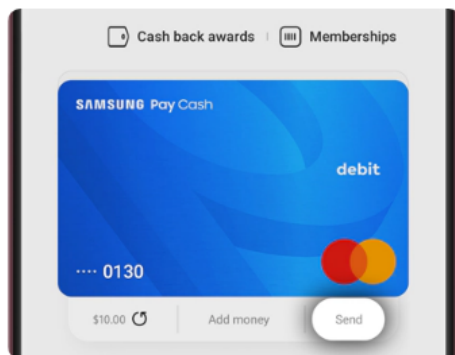 Cash back awards
Memberships
SAMSUNG Pay Cash
debit
···· 0130
$10.00
Add money
Send